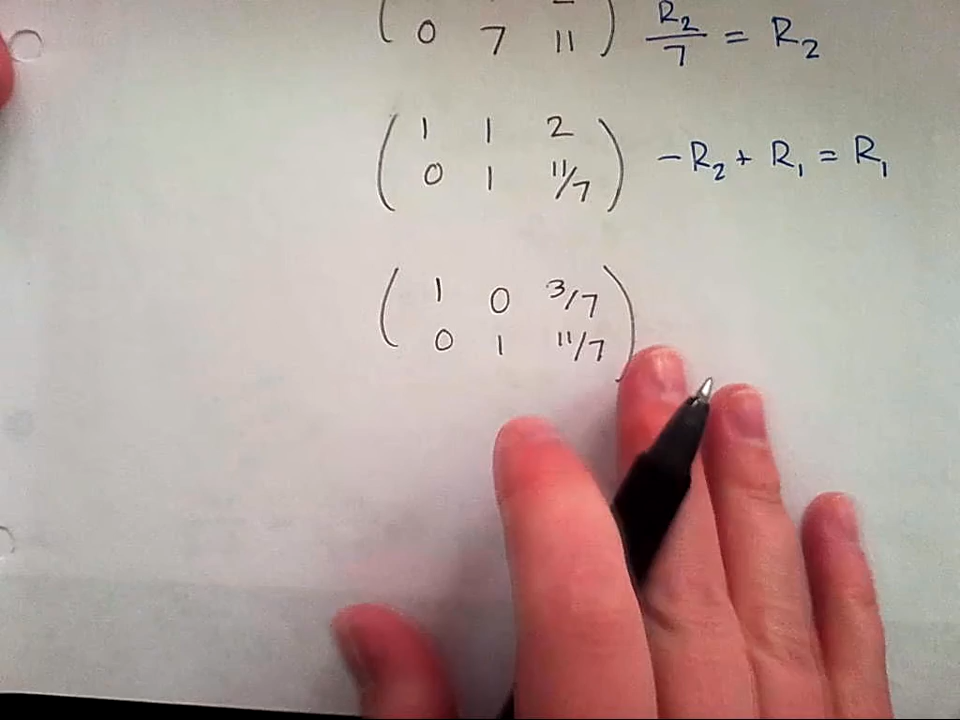 ( 0 7 11 ) R₂/7 = R₂
( 1 1 2
0 1 11/7 ) -R₂ + R₁ = R₁
( 1 0 3/7
0 1 11/7 )